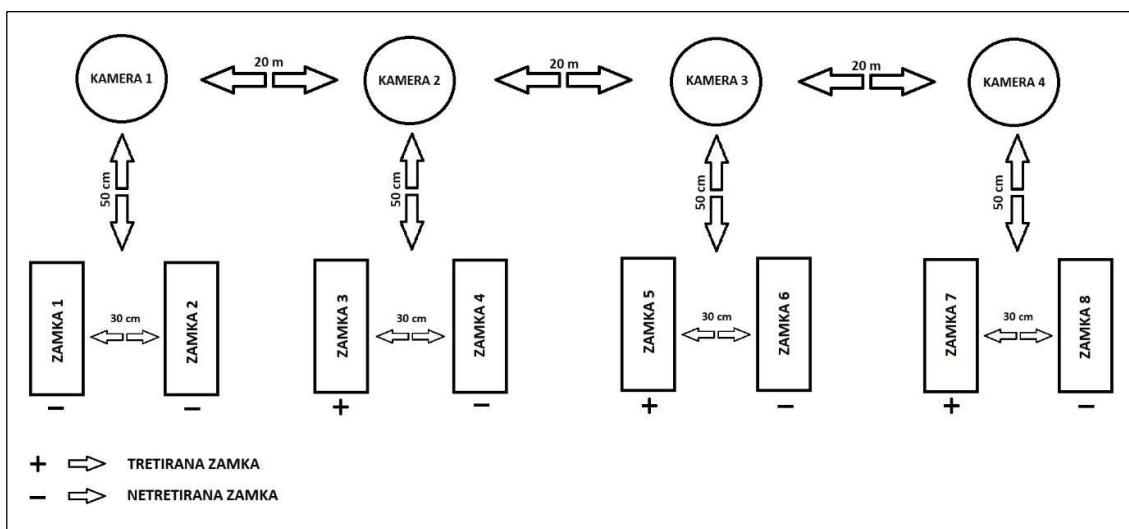 KAMERA 1
20 m
KAMERA 2
20 m
KAMERA 3
20 m
KAMERA 4
50 cm
50 cm
50 cm
50 cm
ZAMKA 1
30 cm
ZAMKA 2
ZAMKA 3
30 cm
ZAMKA 4
ZAMKA 5
30 cm
ZAMKA 6
ZAMKA 7
30 cm
ZAMKA 8
− − + − + − + −
+ TRETIRANA ZAMKA
− NETRETIRANA ZAMKA